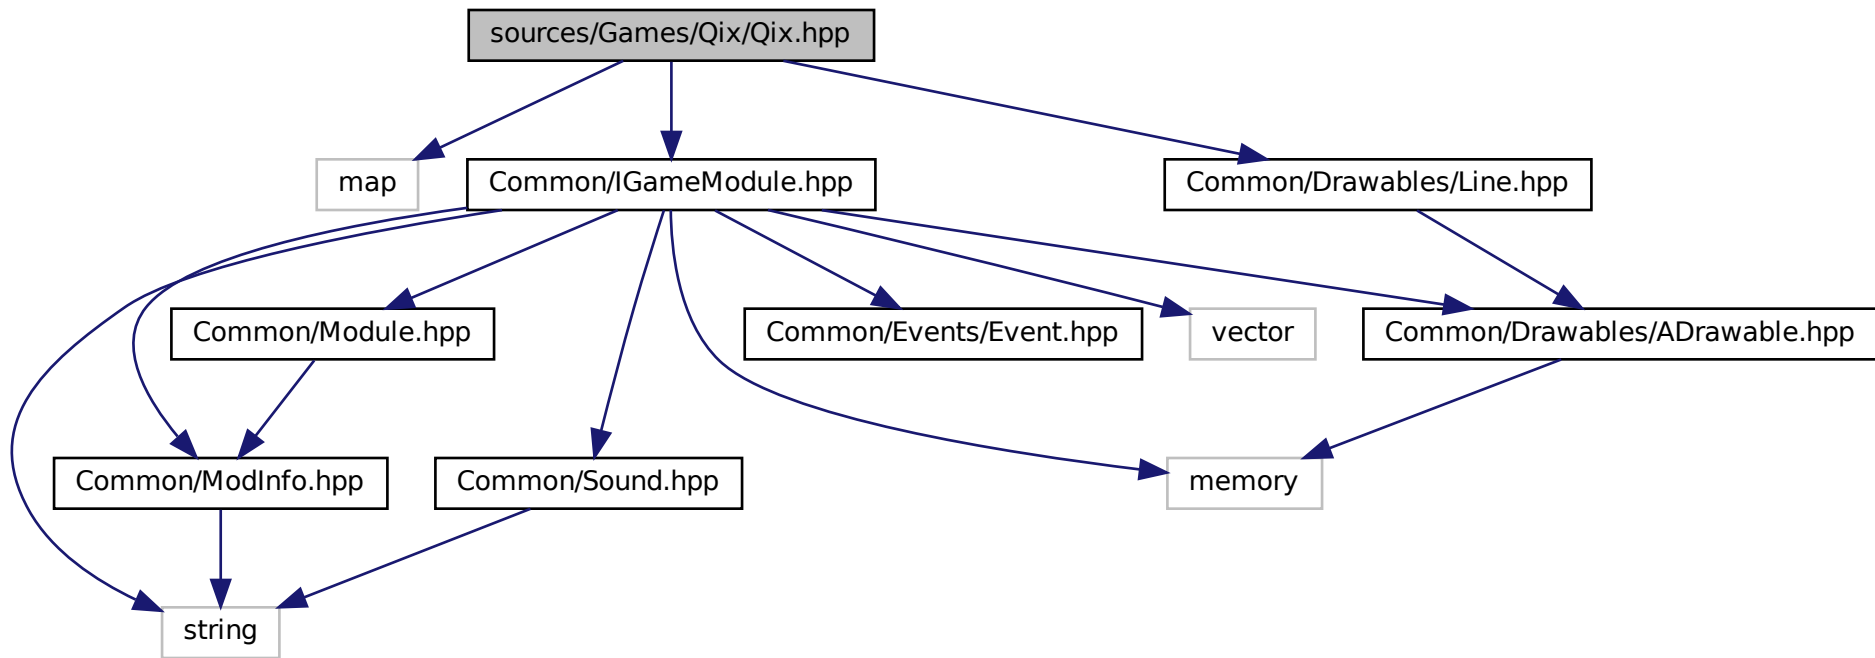 sources/Games/Qix/Qix.hpp
map
Common/IGameModule.hpp
Common/Drawables/Line.hpp
Common/Module.hpp
Common/Events/Event.hpp
vector
Common/Drawables/ADrawable.hpp
Common/ModInfo.hpp
Common/Sound.hpp
memory
string